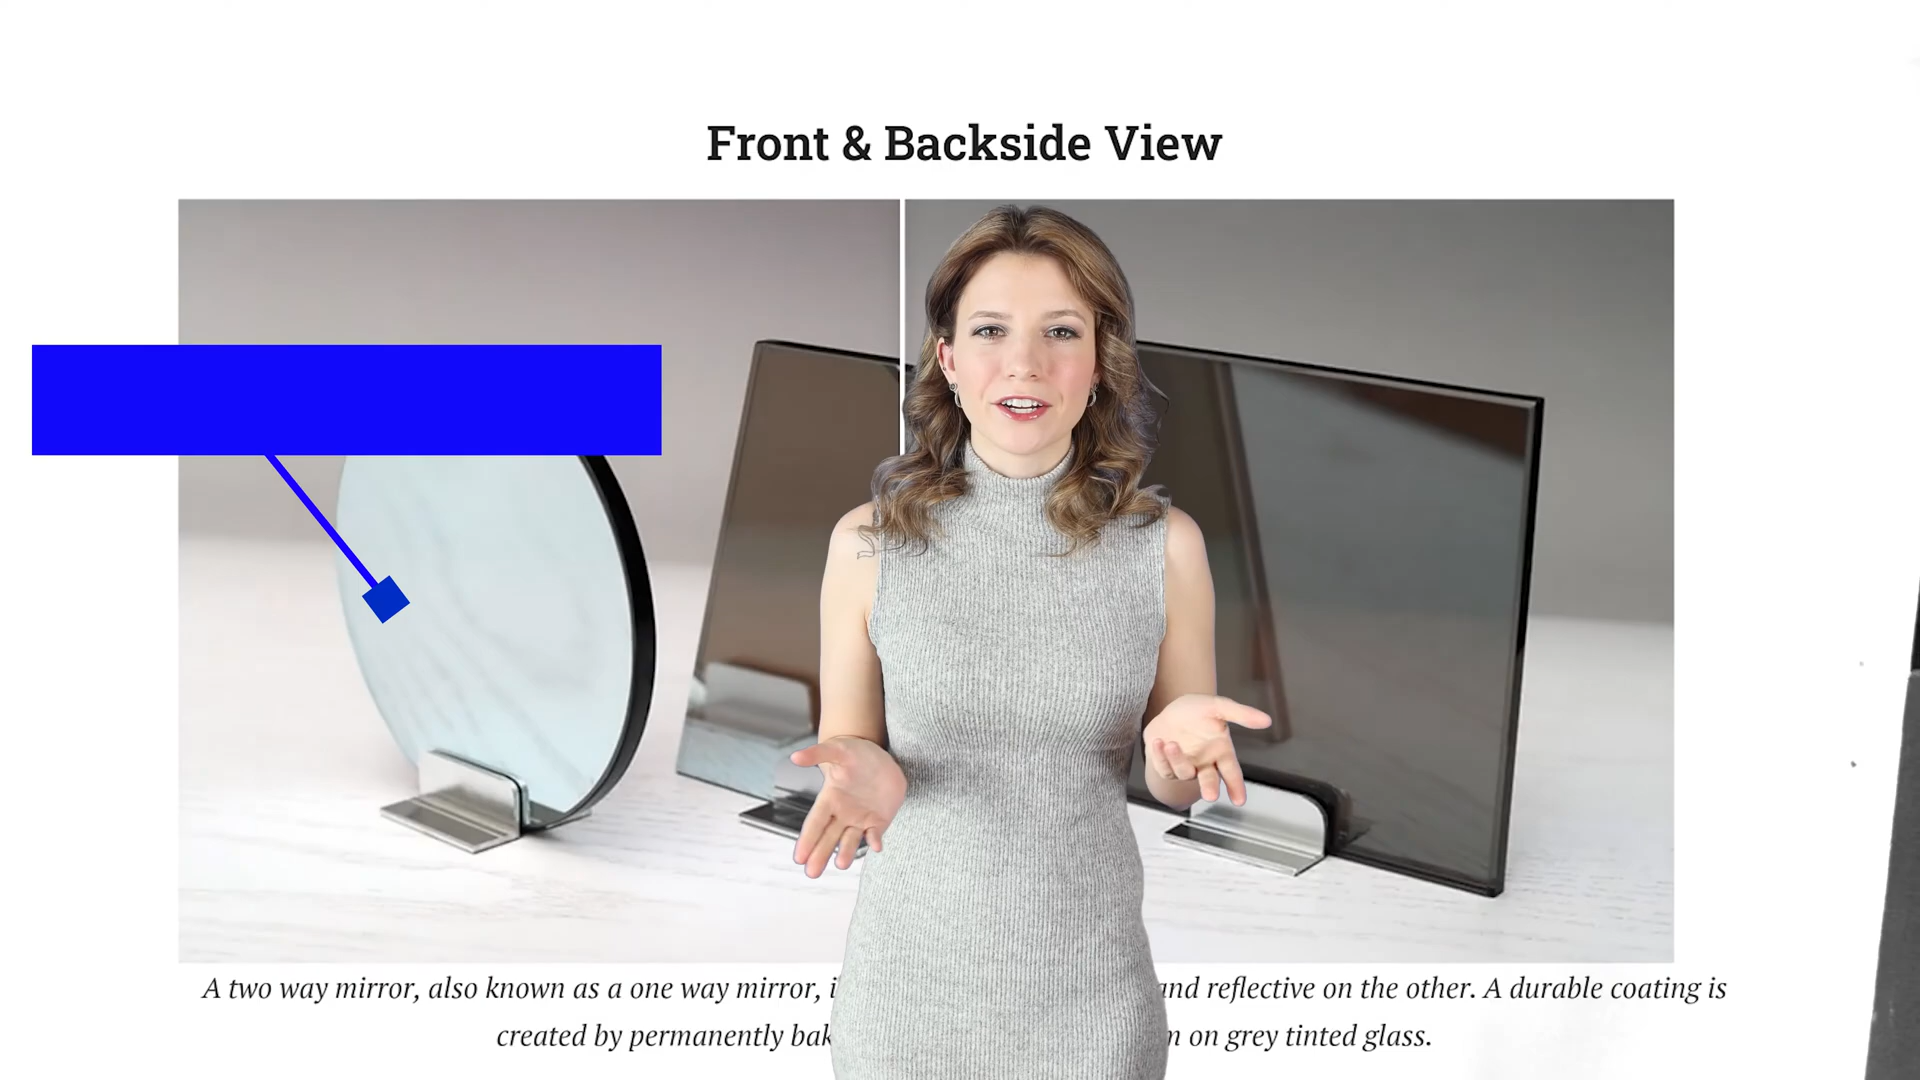 Front & Backside View
A two way mirror, also known as a one way mirror, and reflective on the other. A durable coating is
created by permanently on grey tinted glass.